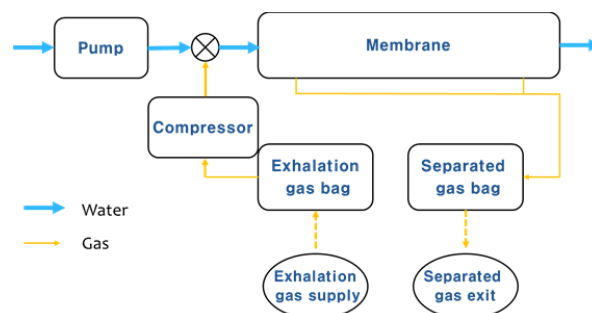 Pump
Membrane
Compressor
Exhalation
gas bag
Separated
gas bag
Water
Gas
Exhalation
gas supply
Separated
gas exit